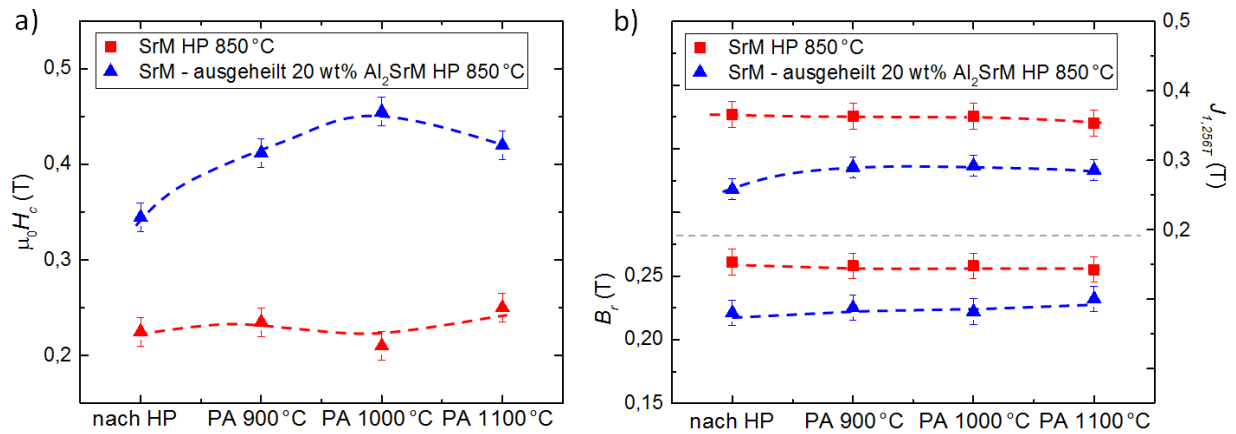 a)
SrM HP 850 °C
SrM - ausgeheilt 20 wt% Al₂SrM HP 850 °C
0,5
0,4
0,3
0,2
μ₀H_c (T)
nach HP PA 900 °C PA 1000 °C PA 1100 °C
b)
SrM HP 850 °C
SrM - ausgeheilt 20 wt% Al₂SrM HP 850 °C
0,25
0,20
0,15
B_r (T)
0,5
0,4
0,3
0,2
J_1,256T (T)
nach HP PA 900 °C PA 1000 °C PA 1100 °C